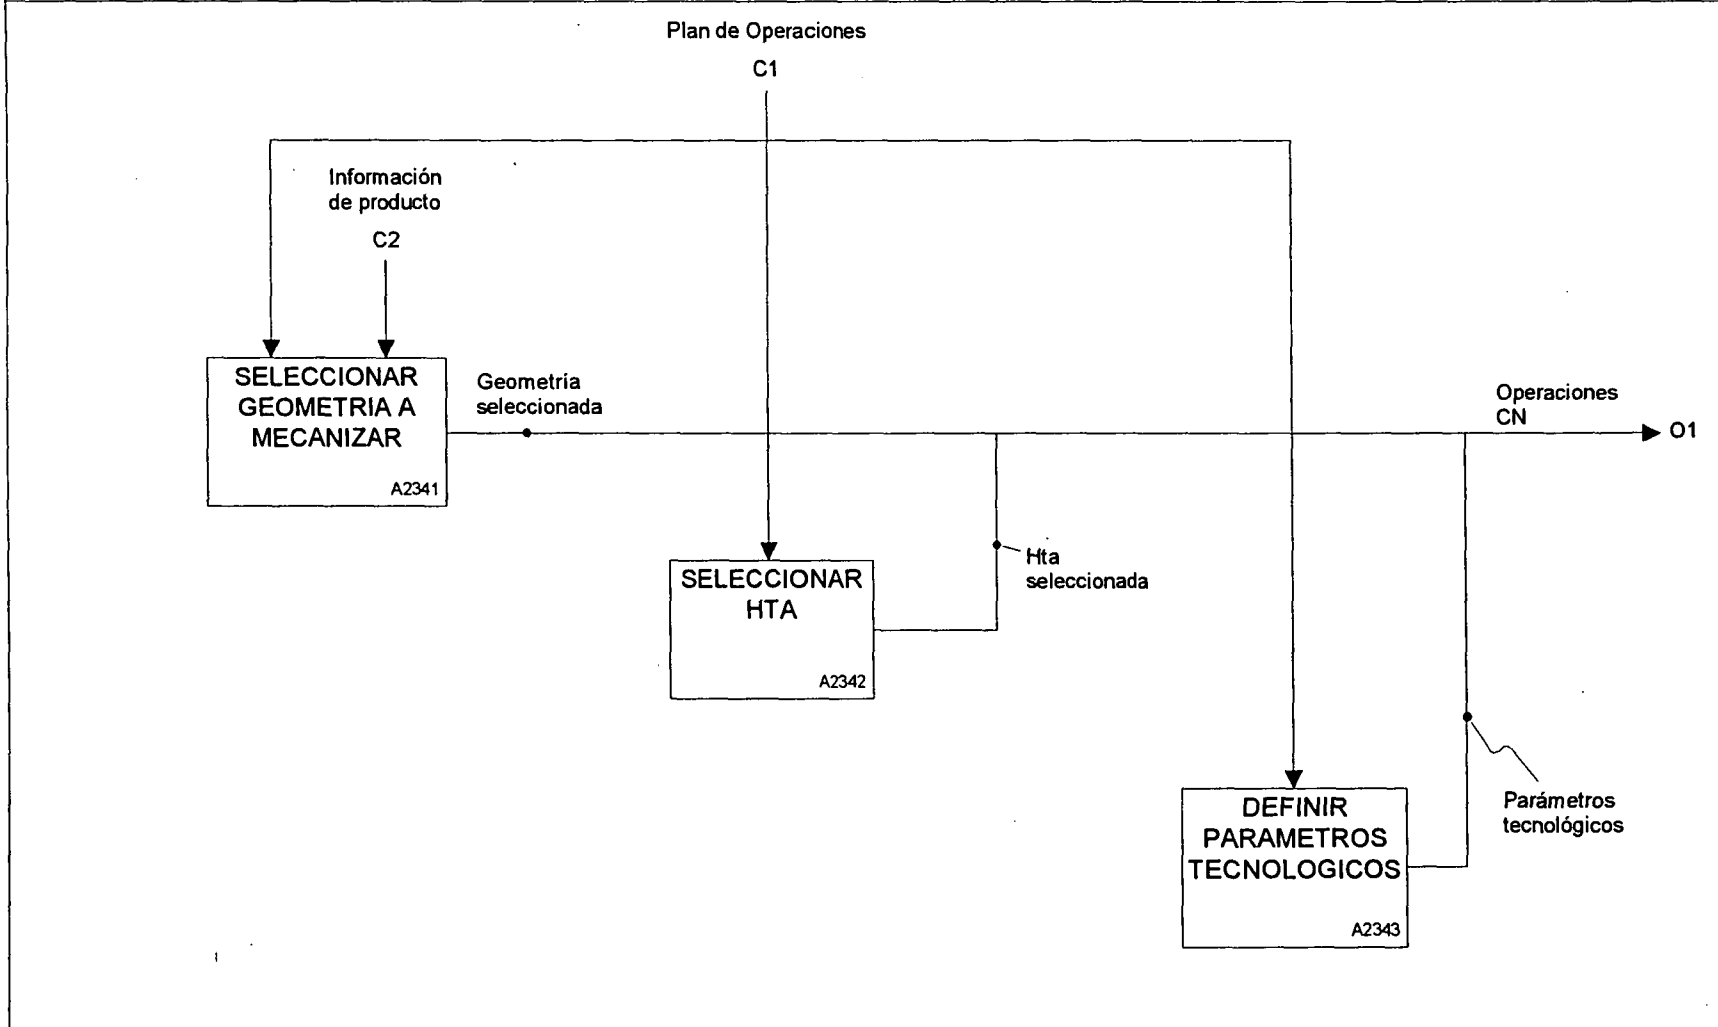 Plan de Operaciones
C1
Información
de producto
C2
SELECCIONAR
GEOMETRIA A
MECANIZAR
A2341
Geometría
seleccionada
Operaciones
CN
O1
SELECCIONAR
HTA
A2342
Hta
seleccionada
DEFINIR
PARAMETROS
TECNOLOGICOS
A2343
Parámetros
tecnológicos